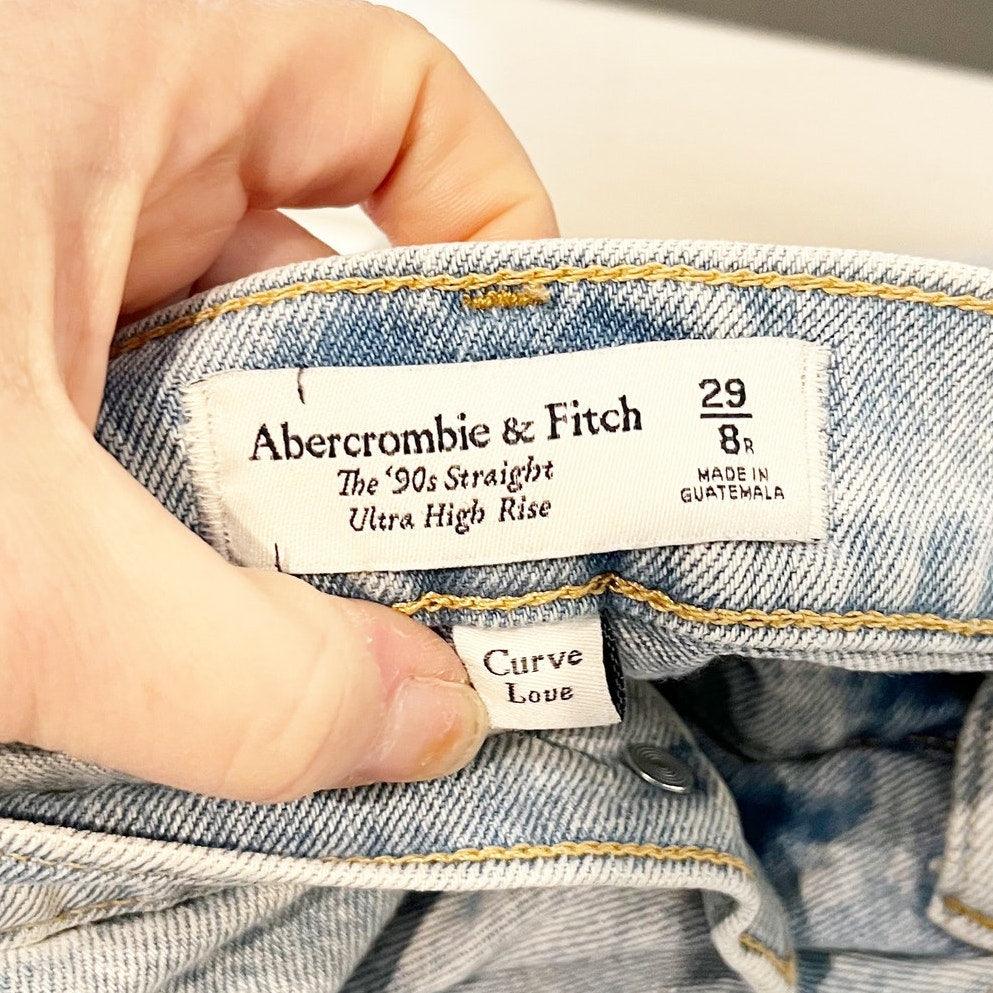 Abercrombie & Fitch
The '90s Straight
Ultra High Rise
29
8R
MADE IN
GUATEMALA
Curve
Love